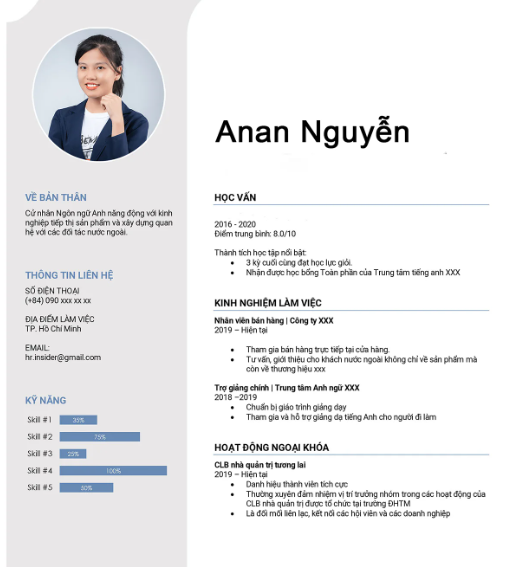 Anan Nguyễn
VỀ BẢN THÂN
Cử nhân Ngôn ngữ Anh năng động với kinh
nghiệp tiếp thị sản phẩm và xây dựng quan
hệ với các đối tác nước ngoài.
THÔNG TIN LIÊN HỆ
SỐ ĐIỆN THOẠI
(+84) 090 xxx xx xx
ĐỊA ĐIỂM LÀM VIỆC
TP. Hồ Chí Minh
EMAIL:
hr.insider@gmail.com
KỸ NĂNG
Skill #1 35%
Skill #2 75%
Skill #3 25%
Skill #4 100%
Skill #5 50%
HỌC VẤN
2016 - 2020
Điểm trung bình: 8.0/10
Thành tích học tập nổi bật:
• 3 kỳ cuối cùng đạt học lực giỏi.
• Nhận được học bổng Toàn phần của Trung tâm tiếng anh XXX
KINH NGHIỆM LÀM VIỆC
Nhân viên bán hàng | Công ty XXX
2019 – Hiện tại
• Tham gia bán hàng trực tiếp tại cửa hàng.
• Tư vấn, giới thiệu cho khách nước ngoài không chỉ về sản phẩm mà
còn về thương hiệu xxx
Trợ giảng chính | Trung tâm Anh ngữ XXX
2018 –2019
• Chuẩn bị giáo trình giảng dạy
• Tham gia và hỗ trợ giảng dạ tiếng Anh cho người đi làm
HOẠT ĐỘNG NGOẠI KHÓA
CLB nhà quản trị tương lai
2019 – Hiện tại
• Danh hiệu thành viên tích cực
• Thường xuyên đảm nhiệm vị trí trưởng nhóm trong các hoạt động của
CLB nhà quản trị được tổ chức tại trường ĐHTM
• Là đối mối liên lạc, kết nối các hội viên và các doanh nghiệp